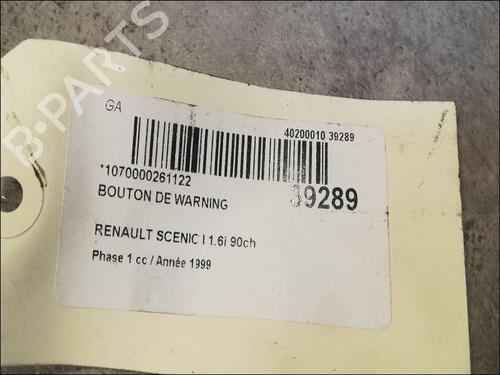 B-PARTS
GA
40200010 39289
*1070000261122
BOUTON DE WARNING
39289
RENAULT SCENIC I 1.6i 90ch
Phase 1 cc / Année 1999